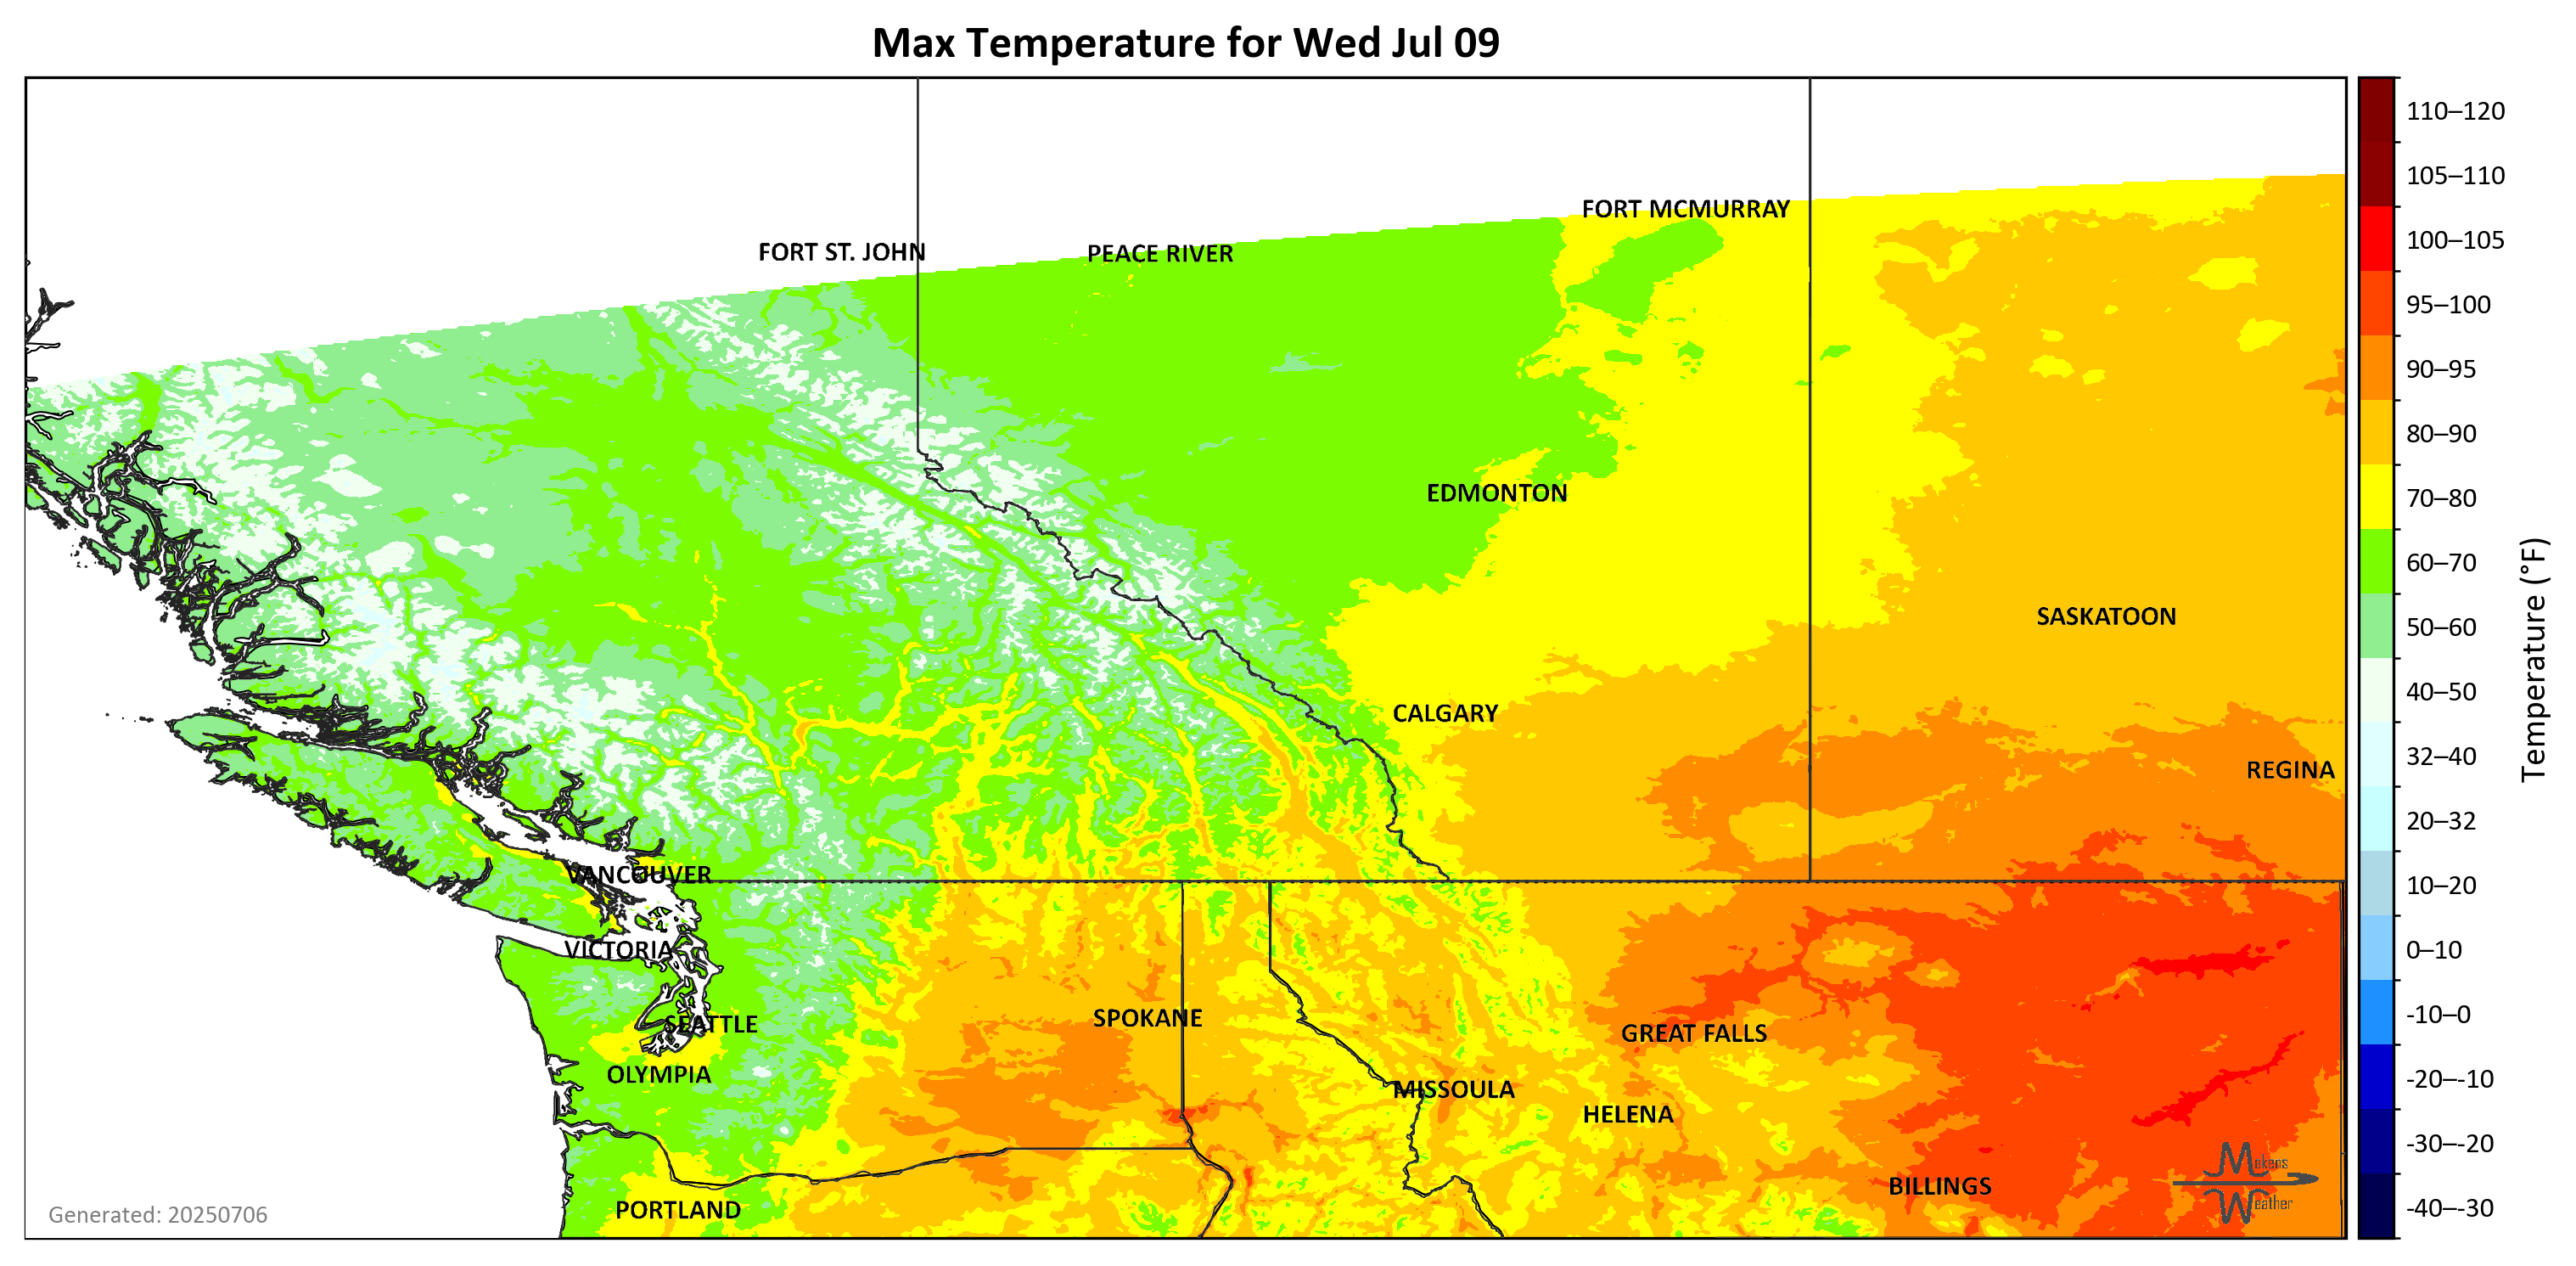 Max Temperature for Wed Jul 09
110–120
105–110
FORT MCMURRAY
100–105
FORT ST. JOHN
PEACE RIVER
95–100
90–95
80–90
EDMONTON
70–80
60–70
SASKATOON
50–60
Temperature (°F)
40–50
CALGARY
32–40
REGINA
20–32
VANCOUVER
10–20
VICTORIA
0–10
SEATTLE
SPOKANE
GREAT FALLS
-10–0
OLYMPIA
MISSOULA
-20–-10
HELENA
-30–-20
Makens
Weather
BILLINGS
PORTLAND
-40–-30
Generated: 20250706